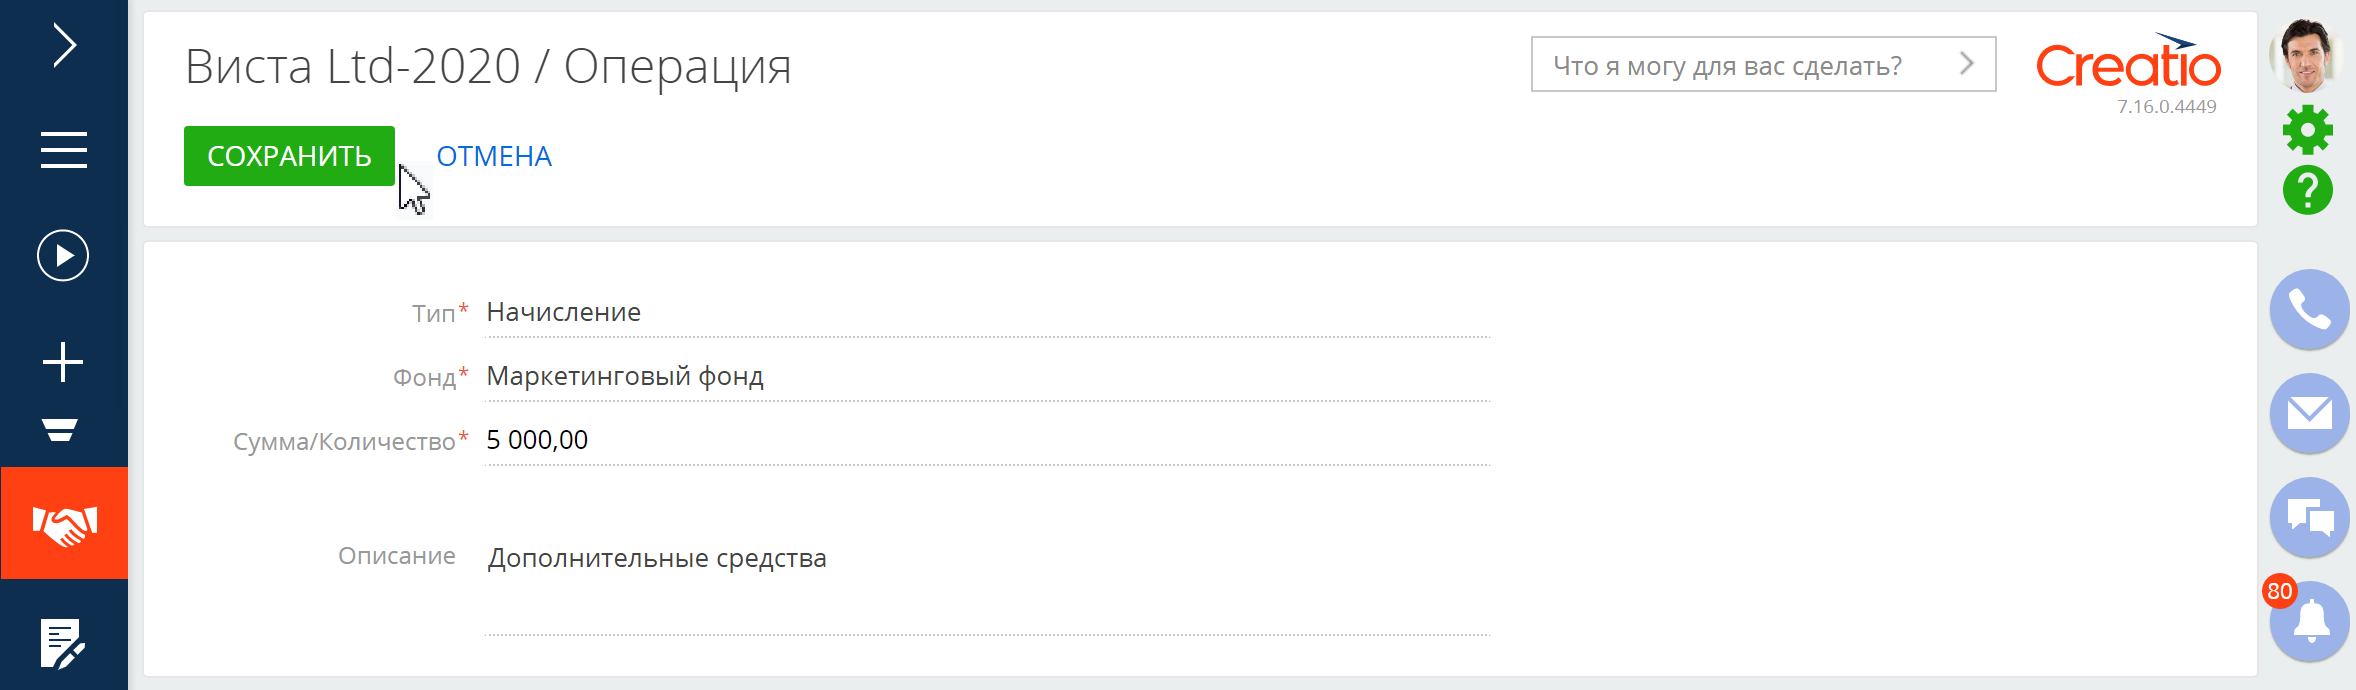 Виста Ltd-2020 / Операция
Что я могу для вас сделать?
Creatio
7.16.0.4449
СОХРАНИТЬ
ОТМЕНА
?
Тип* Начисление
Фонд* Маркетинговый фонд
Сумма/Количество* 5 000,00
Описание Дополнительные средства
80